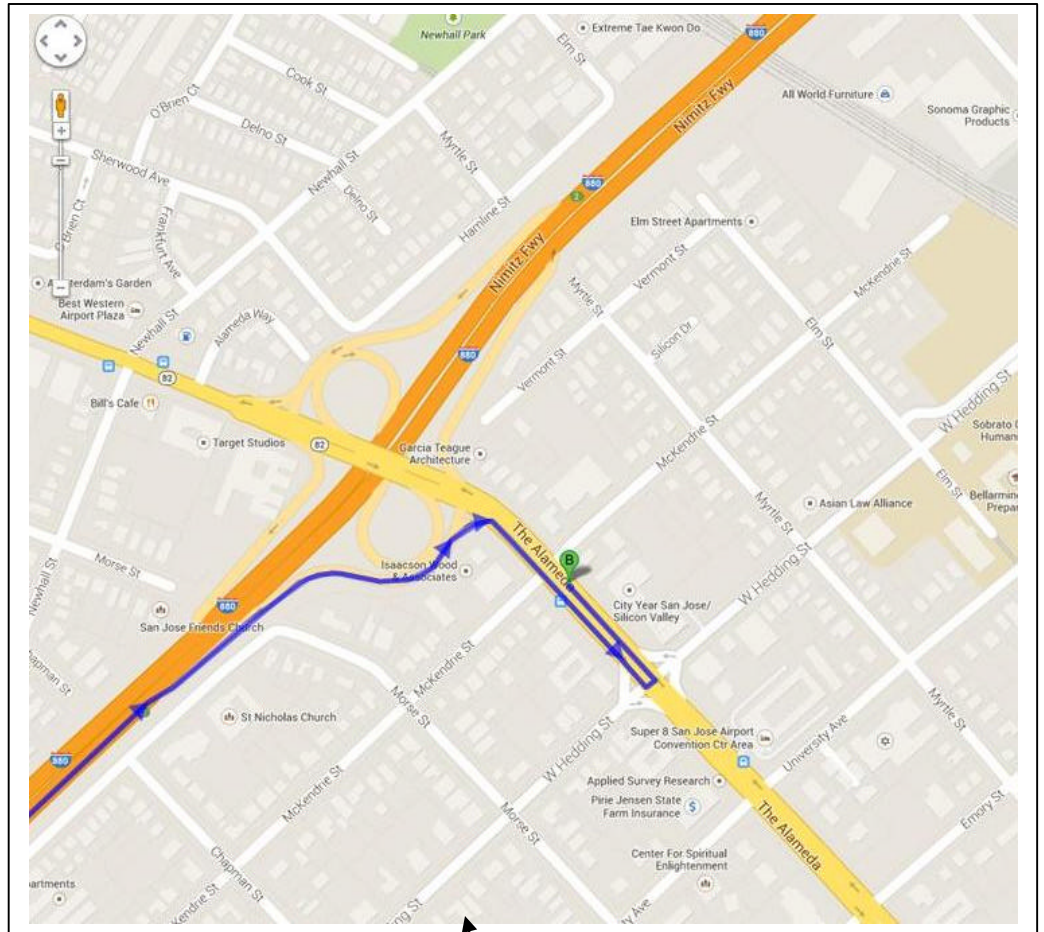 Newhall Park
Extreme Tae Kwon Do
880
Elm St
Cook St
O'Brien Ct
All World Furniture
Nimitz Fwy
Sonoma Graphic
Products
Delno St
Myrtle St
Newhall St
Sherwood Ave
880
2
Delno St
Frankfurt Ave
Hamline St
Elm Street Apartments
O'Brien Ct
Nimitz Fwy
Vermont St
McKendrie St
Myrtle St
Best Western
Airport Plaza
Newhall St
Alameda Way
Silicon Dr
Elm St
880
82
Vermont St
W Hedding St
Bill's Cafe
Target Studios
82
Garcia Teague
Architecture
McKendrie St
Myrtle St
Elm St
Asian Law Alliance
The Alameda
B
Morse St
Isaacson Wood
& Associates
W Hedding St
Newhall St
880
San Jose Friends Church
City Year San Jose/
Silicon Valley
McKendrie St
Morse St
St Nicholas Church
Myrtle St
880
W Hedding St
Super 8 San Jose Airport
Convention Ctr Area
University Ave
McKendrie St
Applied Survey Research
Pirie Jensen State
Farm Insurance
$
Morse St
The Alameda
Emory St
Center For Spiritual
Enlightenment
Chapman St